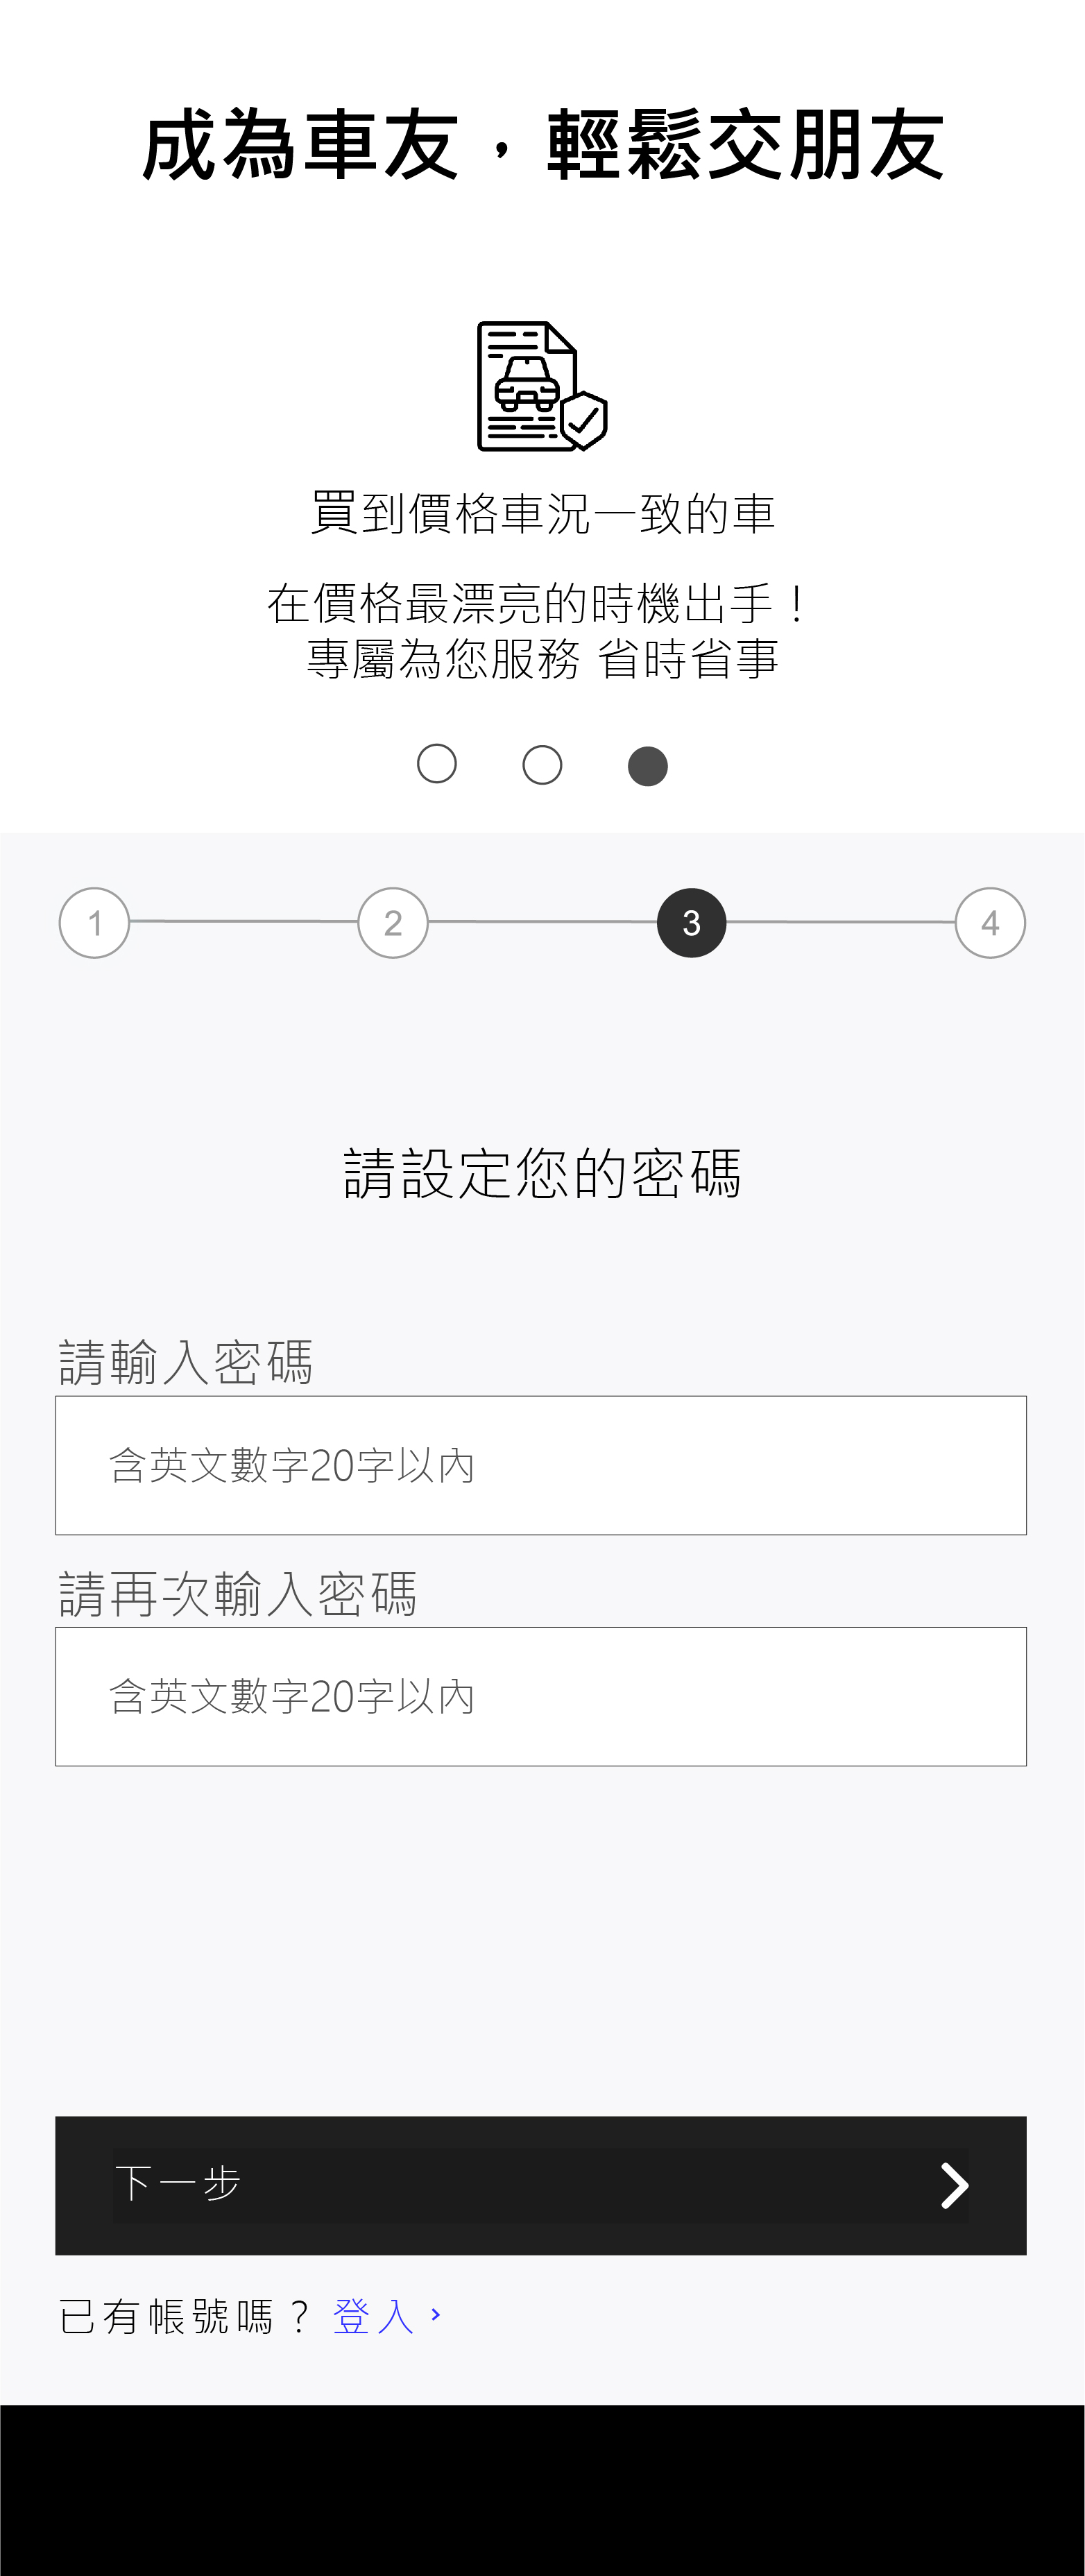 成為車友，輕鬆交朋友
買到價格車況一致的車
在價格最漂亮的時機出手！
專屬為您服務 省時省事
1 2 3 4
請設定您的密碼
請輸入密碼
含英文數字20字以內
請再次輸入密碼
含英文數字20字以內
下一步
已有帳號嗎？登入 ›